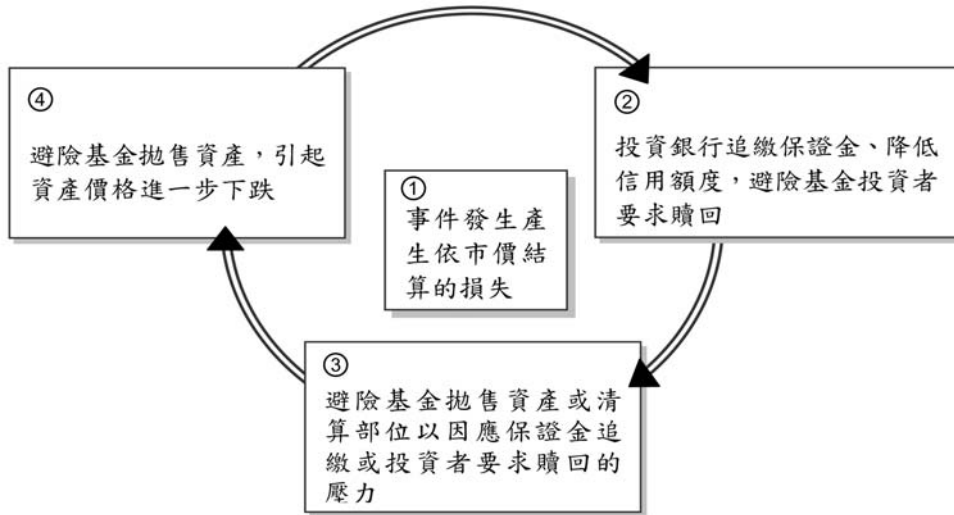 ①
事件發生產
生依市價結
算的損失
②
投資銀行追繳保證金、降低
信用額度，避險基金投資者
要求贖回
③
避險基金拋售資產或清
算部位以因應保證金追
繳或投資者要求贖回的
壓力
④
避險基金拋售資產，引起
資產價格進一步下跌